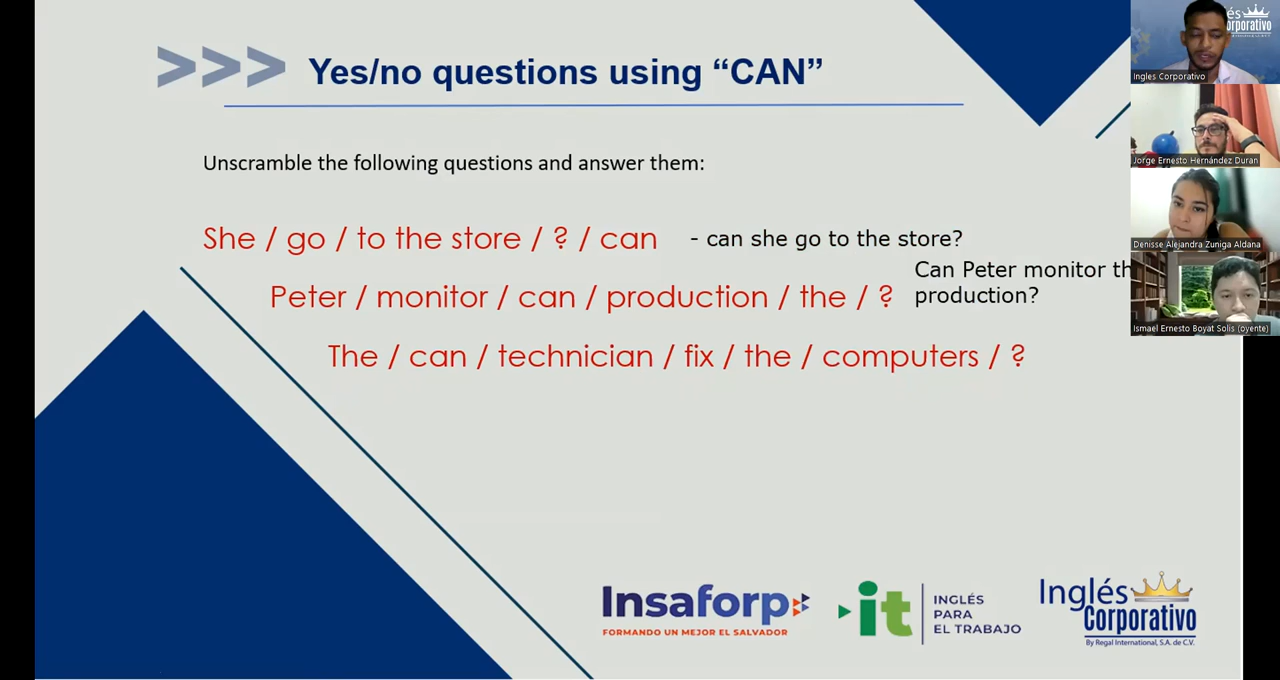 >>> Yes/no questions using “CAN”
Unscramble the following questions and answer them:
She / go / to the store / ? / can
- can she go to the store?
Peter / monitor / can / production / the / ?
Can Peter monitor th
production?
The / can / technician / fix / the / computers / ?
Insaforp
FORMANDO UN MEJOR EL SALVADOR
it
INGLÉS
PARA
EL TRABAJO
Inglés
Corporativo
By Regal International, S.A. de C.V.
és
orporativo
Ingles Corporativo
Jorge Ernesto Hernández Duran
Denisse Alejandra Zuniga Aldana
Ismael Ernesto Boyat Solis (oyente)